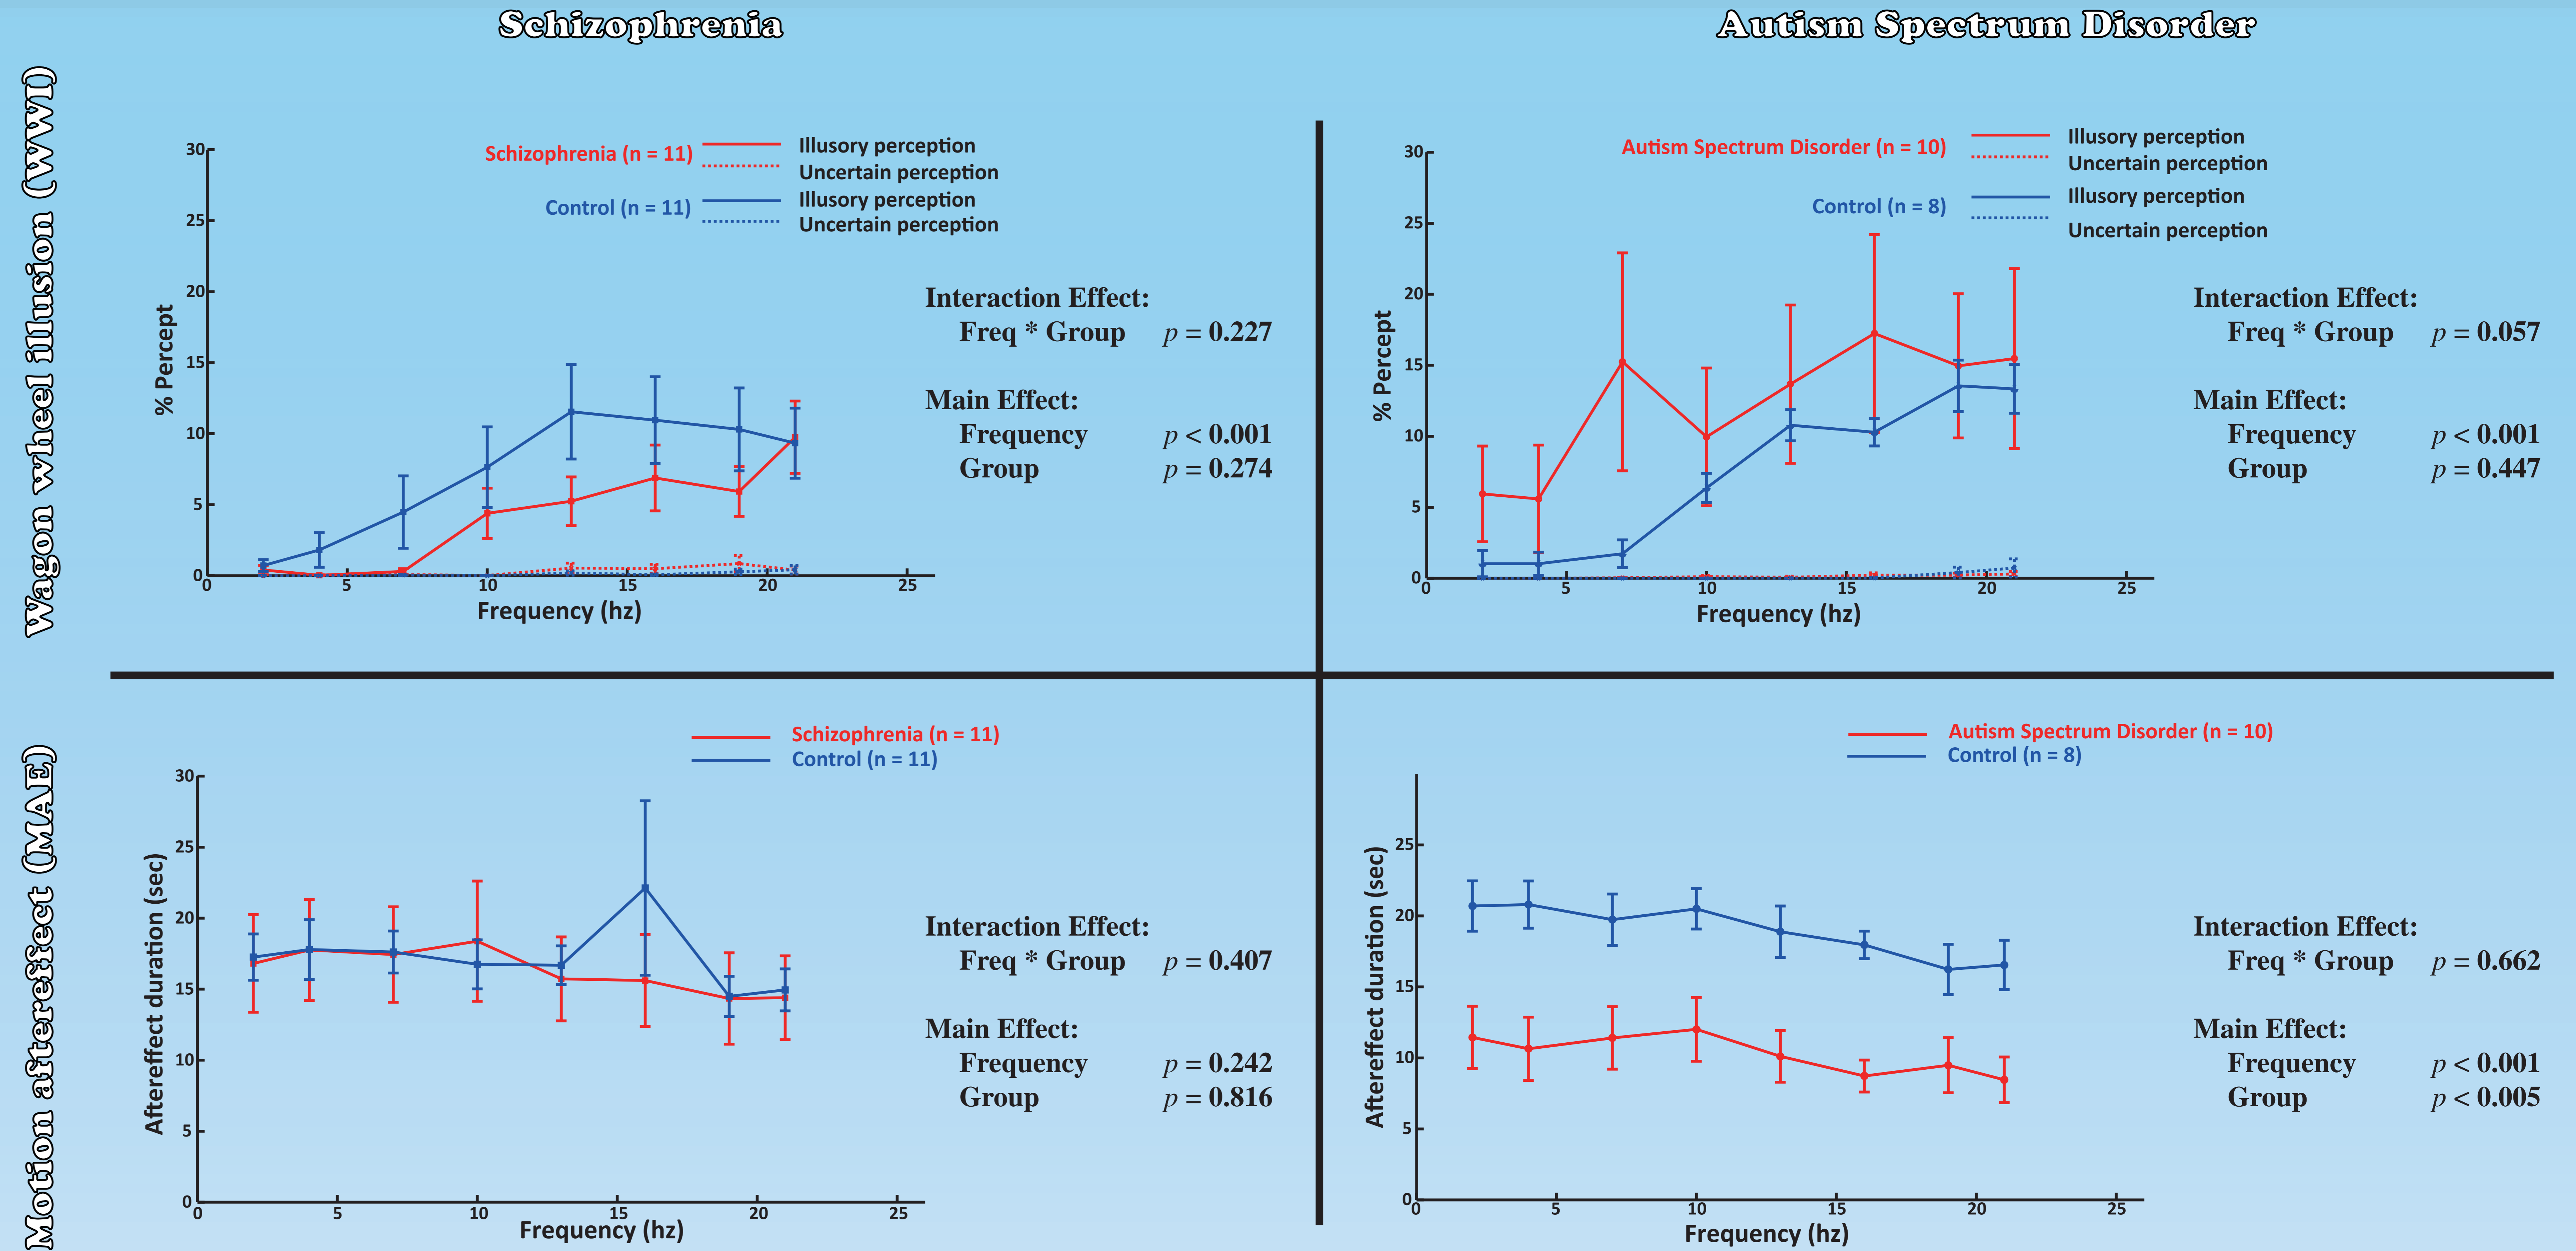 Schizophrenia
Autism Spectrum Disorder
Wagon wheel illusion (WWI)
Schizophrenia (n = 11)
Illusory perception
Uncertain perception
Control (n = 11)
Illusory perception
Uncertain perception
30
25
20
15
10
5
0
% Percept
0 5 10 15 20 25
Frequency (hz)
Interaction Effect:
Freq * Group p = 0.227
Main Effect:
Frequency p < 0.001
Group p = 0.274
Autism Spectrum Disorder (n = 10)
Illusory perception
Uncertain perception
Control (n = 8)
Illusory perception
Uncertain perception
30
25
20
15
10
5
0
% Percept
0 5 10 15 20 25
Frequency (hz)
Interaction Effect:
Freq * Group p = 0.057
Main Effect:
Frequency p < 0.001
Group p = 0.447
Motion aftereffect (MAE)
Schizophrenia (n = 11)
Control (n = 11)
30
25
20
15
10
5
0
Aftereffect duration (sec)
0 5 10 15 20 25
Frequency (hz)
Interaction Effect:
Freq * Group p = 0.407
Main Effect:
Frequency p = 0.242
Group p = 0.816
Autism Spectrum Disorder (n = 10)
Control (n = 8)
25
20
15
10
5
0
Aftereffect duration (sec)
0 5 10 15 20 25
Frequency (hz)
Interaction Effect:
Freq * Group p = 0.662
Main Effect:
Frequency p < 0.001
Group p < 0.005